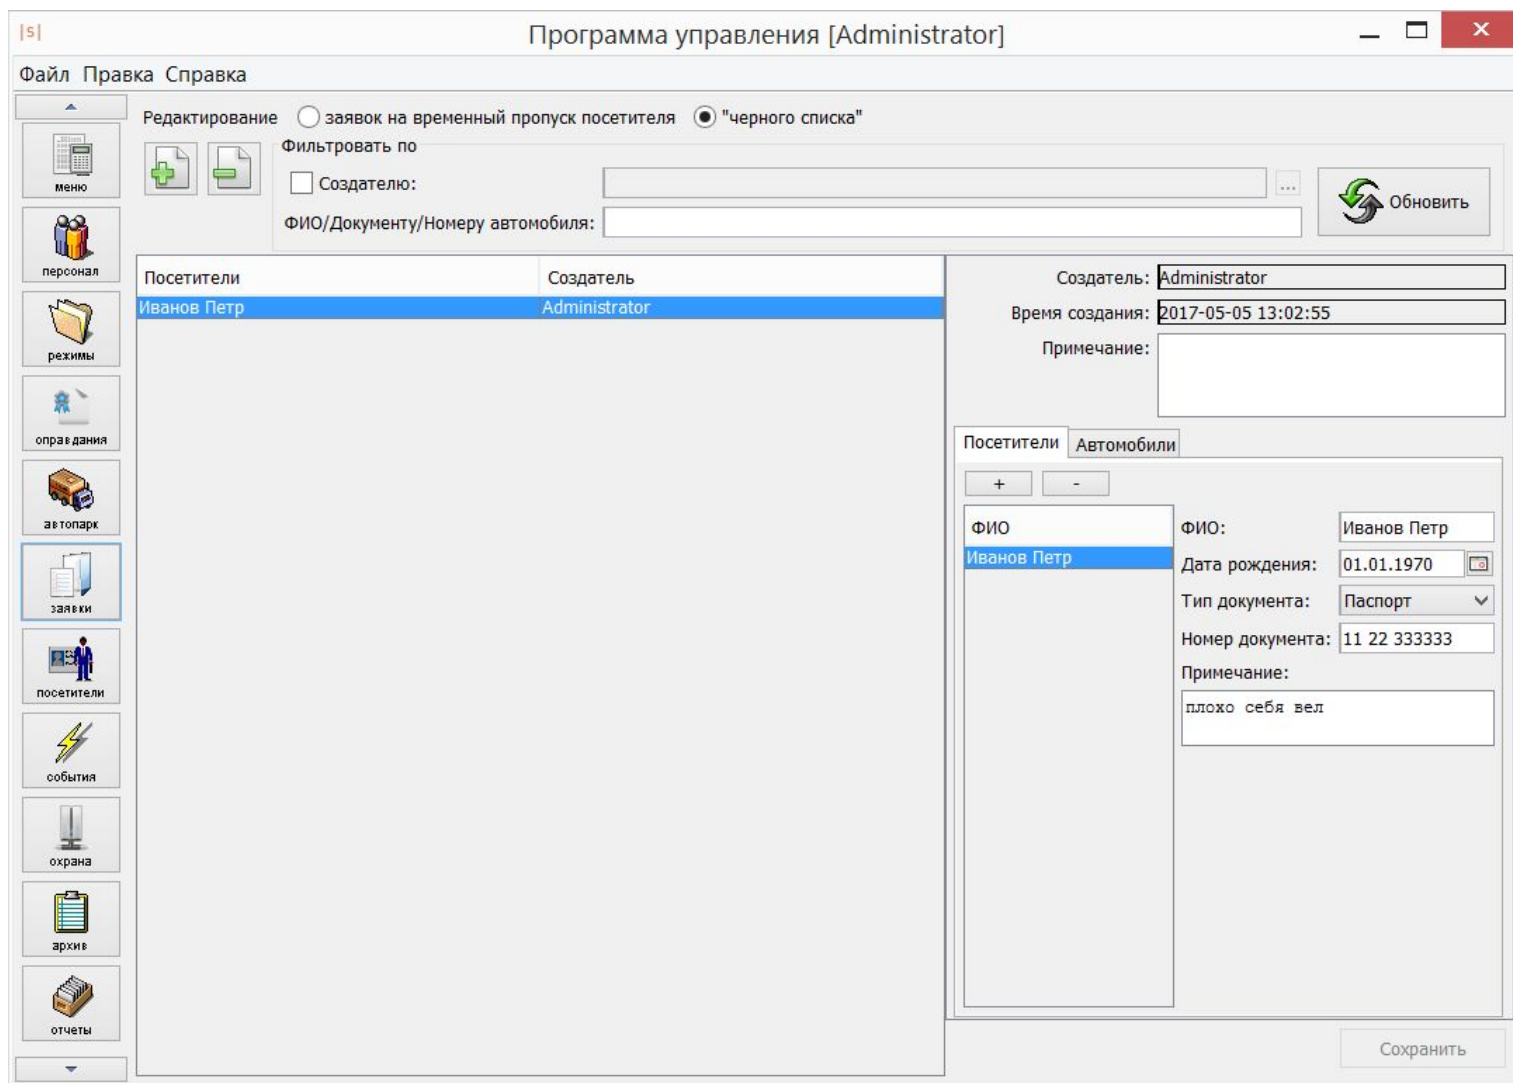 |s|
Программа управления [Administrator]
Файл Правка Справка
Редактирование заявок на временный пропуск посетителя "черного списка"
Фильтровать по
Создателю:
...
ФИО/Документу/Номеру автомобиля:
Обновить
меню
персонал
режимы
оправдания
автопарк
заявки
посетители
события
охрана
архив
отчеты
Посетители Создатель
Иванов Петр Administrator
Создатель: Administrator
Время создания: 2017-05-05 13:02:55
Примечание:
Посетители Автомобили
+ -
ФИО
Иванов Петр
ФИО: Иванов Петр
Дата рождения: 01.01.1970
Тип документа: Паспорт
Номер документа: 11 22 333333
Примечание:
плохо себя вел
Сохранить